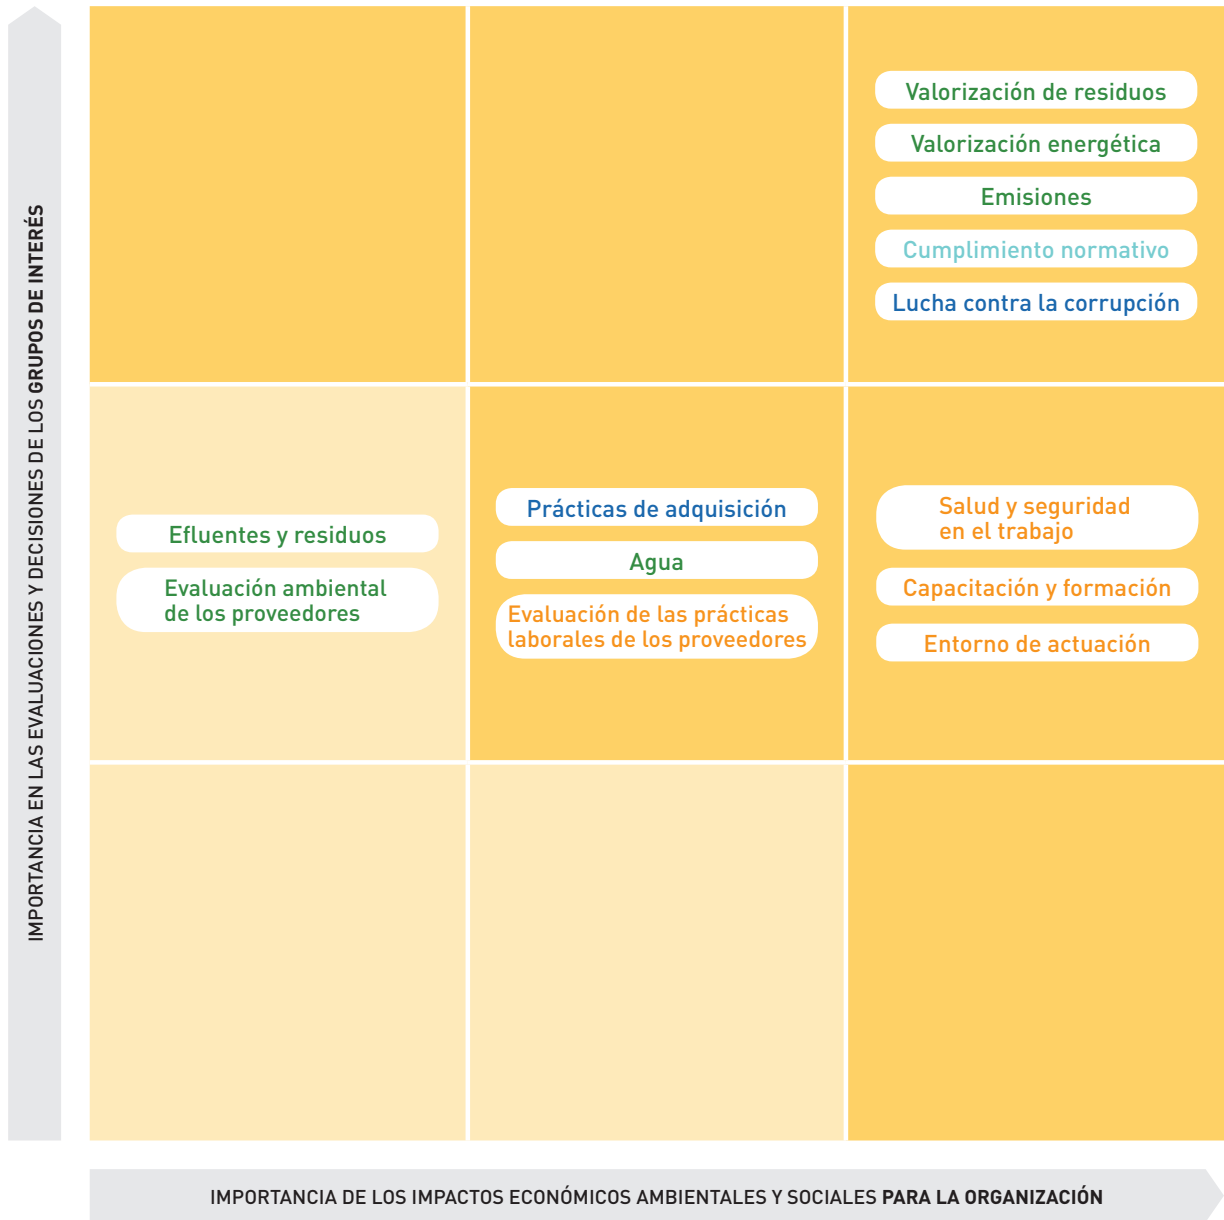 IMPORTANCIA EN LAS EVALUACIONES Y DECISIONES DE LOS GRUPOS DE INTERÉS
Valorización de residuos
Valorización energética
Emisiones
Cumplimiento normativo
Lucha contra la corrupción
Efluentes y residuos
Evaluación ambiental
de los proveedores
Prácticas de adquisición
Agua
Evaluación de las prácticas
laborales de los proveedores
Salud y seguridad
en el trabajo
Capacitación y formación
Entorno de actuación
IMPORTANCIA DE LOS IMPACTOS ECONÓMICOS AMBIENTALES Y SOCIALES PARA LA ORGANIZACIÓN